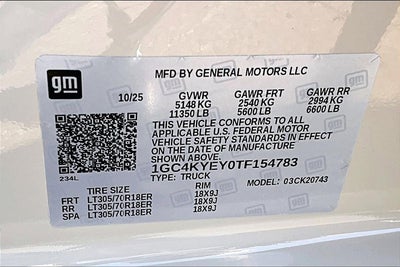 gm
MFD BY GENERAL MOTORS LLC
10/25 GVWR GAWR FRT GAWR RR
5148 KG 2540 KG 2994 KG
11350 LB 5600 LB 6600 LB
THIS VEHICLE CONFORMS TO ALL
APPLICABLE U.S. FEDERAL MOTOR
VEHICLE SAFETY STANDARDS IN EFFECT
ON THE DATE OF MANUFACTURE
SHOWN ABOVE.
1GC4KYEY0TF154783
TYPE: TRUCK
234L
TIRE SIZE RIM MODEL: 03CK20743
FRT LT305/70R18ER 18X9J
RR LT305/70R18ER 18X9J
SPA LT305/70R18ER 18X9J